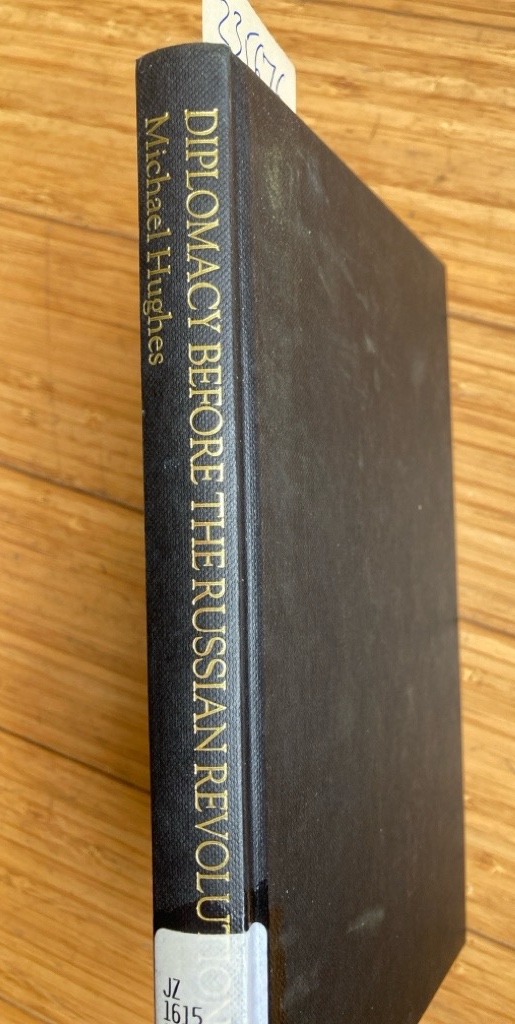 DIPLOMACY BEFORE THE RUSSIAN REVOLUTION
Michael Hughes
JZ
1615